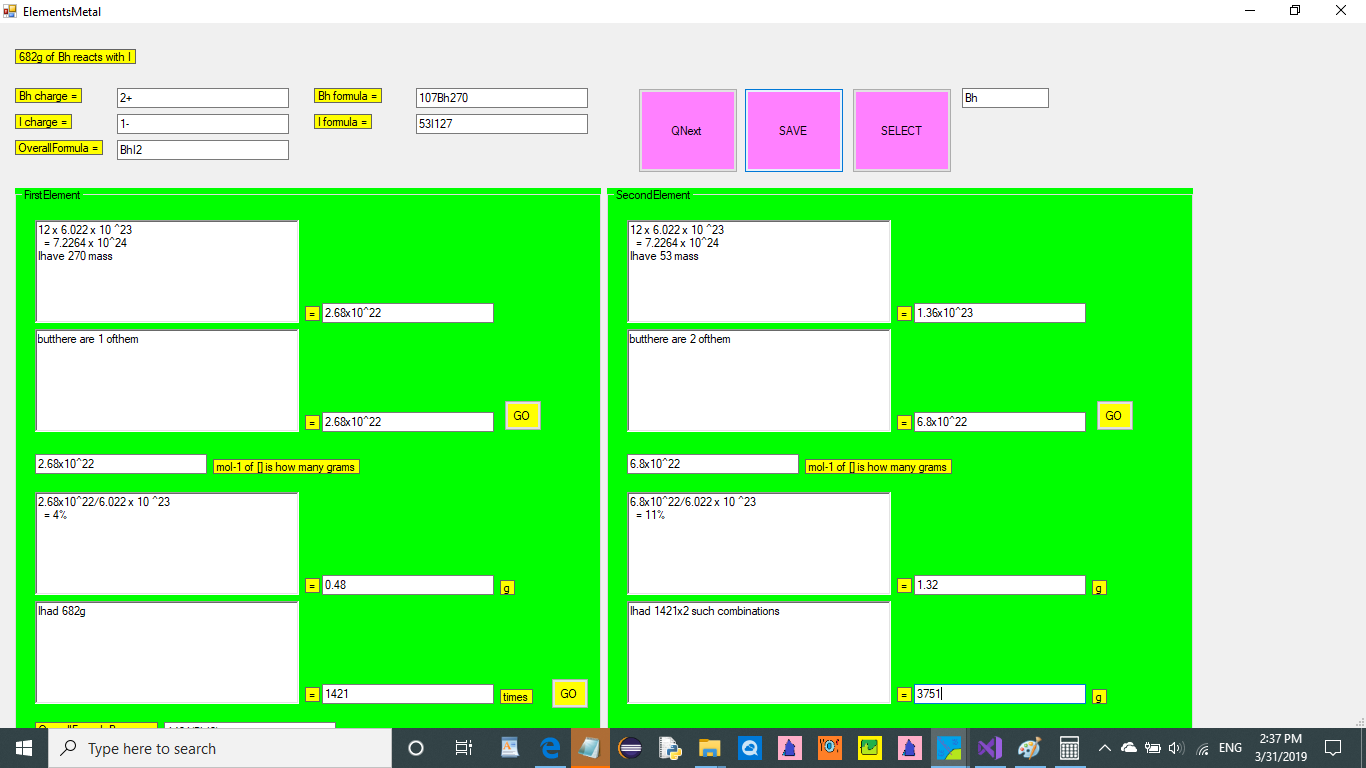 ElementsMetal
682g of Bh reacts with I
Bh charge =
2+
Bh formula =
107Bh270
I charge =
1-
I formula =
53I127
OverallFormula =
BhI2
QNext
SAVE
SELECT
Bh
FirstElement
12 x 6.022 x 10 ^23
= 7.2264 x 10^24
Ihave 270 mass
=
2.68x10^22
butthere are 1 ofthem
=
2.68x10^22
GO
2.68x10^22
mol-1 of [] is how many grams
2.68x10^22/6.022 x 10 ^23
= 4%
=
0.48
g
Ihad 682g
=
1421
times
GO
SecondElement
12 x 6.022 x 10 ^23
= 7.2264 x 10^24
Ihave 53 mass
=
1.36x10^23
butthere are 2 ofthem
=
6.8x10^22
GO
6.8x10^22
mol-1 of [] is how many grams
6.8x10^22/6.022 x 10 ^23
= 11%
=
1.32
g
Ihad 1421x2 such combinations
=
3751
g
Type here to search
ENG
2:37 PM
3/31/2019